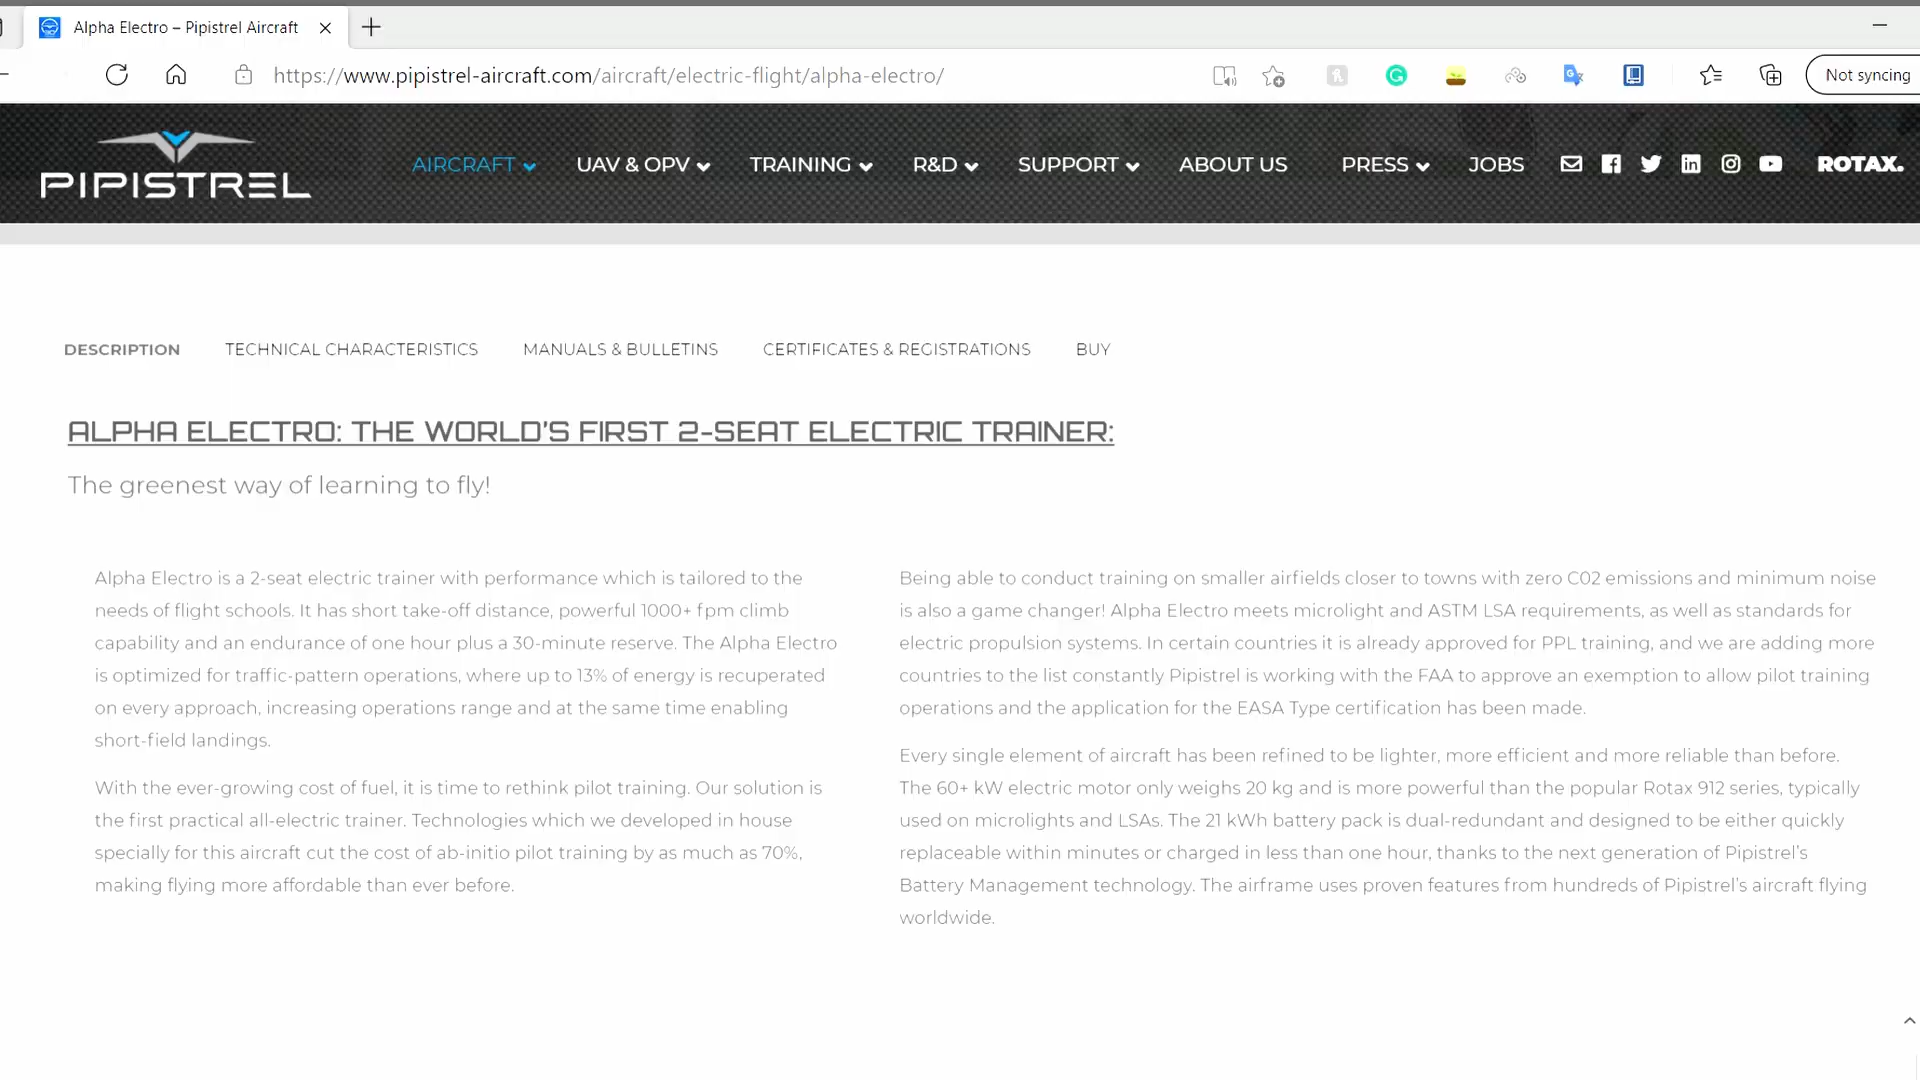 Alpha Electro – Pipistrel Aircraft
https://www.pipistrel-aircraft.com/aircraft/electric-flight/alpha-electro/
Not syncing
PIPISTREL
AIRCRAFT
UAV & OPV
TRAINING
R&D
SUPPORT
ABOUT US
PRESS
JOBS
ROTAX.
DESCRIPTION
TECHNICAL CHARACTERISTICS
MANUALS & BULLETINS
CERTIFICATES & REGISTRATIONS
BUY
ALPHA ELECTRO: THE WORLD'S FIRST 2-SEAT ELECTRIC TRAINER:
The greenest way of learning to fly!
Alpha Electro is a 2-seat electric trainer with performance which is tailored to the
needs of flight schools. It has short take-off distance, powerful 1000+ fpm climb
capability and an endurance of one hour plus a 30-minute reserve. The Alpha Electro
is optimized for traffic-pattern operations, where up to 13% of energy is recuperated
on every approach, increasing operations range and at the same time enabling
short-field landings.
With the ever-growing cost of fuel, it is time to rethink pilot training. Our solution is
the first practical all-electric trainer. Technologies which we developed in house
specially for this aircraft cut the cost of ab-initio pilot training by as much as 70%,
making flying more affordable than ever before.
Being able to conduct training on smaller airfields closer to towns with zero C02 emissions and minimum noise
is also a game changer! Alpha Electro meets microlight and ASTM LSA requirements, as well as standards for
electric propulsion systems. In certain countries it is already approved for PPL training, and we are adding more
countries to the list constantly Pipistrel is working with the FAA to approve an exemption to allow pilot training
operations and the application for the EASA Type certification has been made.
Every single element of aircraft has been refined to be lighter, more efficient and more reliable than before.
The 60+ kW electric motor only weighs 20 kg and is more powerful than the popular Rotax 912 series, typically
used on microlights and LSAs. The 21 kWh battery pack is dual-redundant and designed to be either quickly
replaceable within minutes or charged in less than one hour, thanks to the next generation of Pipistrel's
Battery Management technology. The airframe uses proven features from hundreds of Pipistrel's aircraft flying
worldwide.